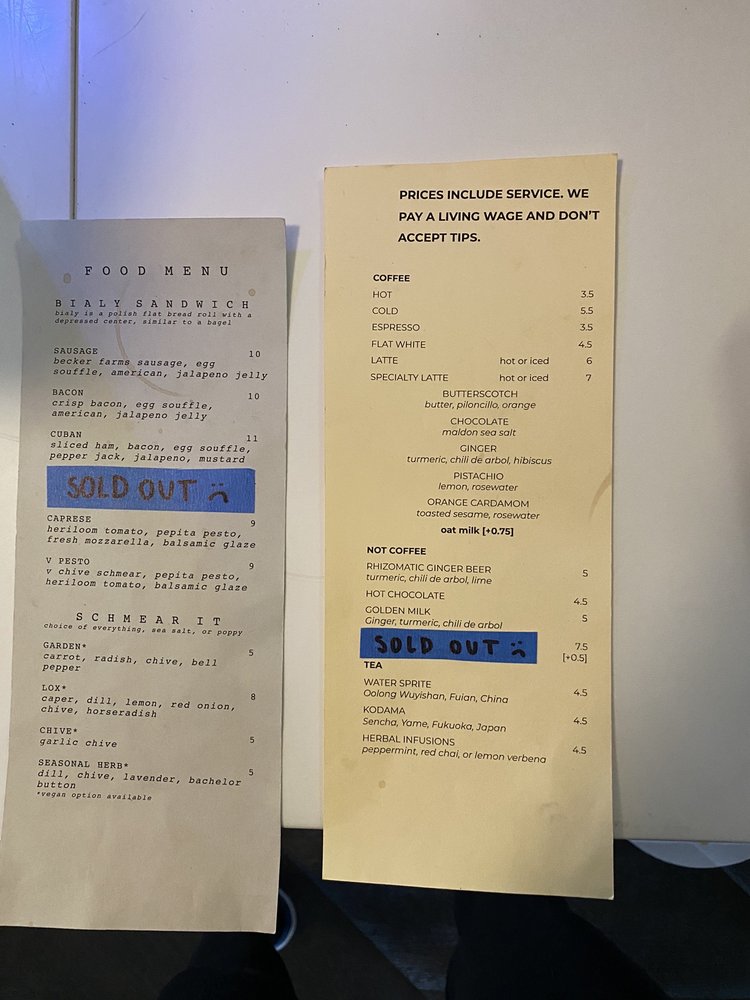 FOOD MENU
BIALY SANDWICH
bialy is a polish flat bread roll with a
depressed center, similar to a bagel
SAUSAGE 10
becker farms sausage, egg
souffle, american, jalapeno jelly
BACON 10
crisp bacon, egg souffle,
american, jalapeno jelly
CUBAN 11
sliced ham, bacon, egg souffle,
pepper jack, jalapeno, mustard
SOLD OUT
CAPRESE 9
heriloom tomato, pepita pesto,
fresh mozzarella, balsamic glaze
V PESTO 9
v chive schmear, pepita pesto,
heriloom tomato, balsamic glaze
SCHMEAR IT
choice of everything, sea salt, or poppy
GARDEN* 5
carrot, radish, chive, bell
pepper
LOX* 8
caper, dill, lemon, red onion,
chive, horseradish
CHIVE* 5
garlic chive
SEASONAL HERB* 5
dill, chive, lavender, bachelor
button
*vegan option available
PRICES INCLUDE SERVICE. WE
PAY A LIVING WAGE AND DON'T
ACCEPT TIPS.
COFFEE
HOT 3.5
COLD 5.5
ESPRESSO 3.5
FLAT WHITE 4.5
LATTE hot or iced 6
SPECIALTY LATTE hot or iced 7
BUTTERSCOTCH
butter, piloncillo, orange
CHOCOLATE
maldon sea salt
GINGER
turmeric, chili de arbol, hibiscus
PISTACHIO
lemon, rosewater
ORANGE CARDAMOM
toasted sesame, rosewater
oat milk [+0.75]
NOT COFFEE
RHIZOMATIC GINGER BEER 5
turmeric, chili de arbol, lime
HOT CHOCOLATE 4.5
GOLDEN MILK 5
Ginger, turmeric, chili de arbol
SOLD OUT 7.5
[+0.5]
TEA
WATER SPRITE 4.5
Oolong Wuyishan, Fuian, China
KODAMA 4.5
Sencha, Yame, Fukuoka, Japan
HERBAL INFUSIONS 4.5
peppermint, red chai, or lemon verbena